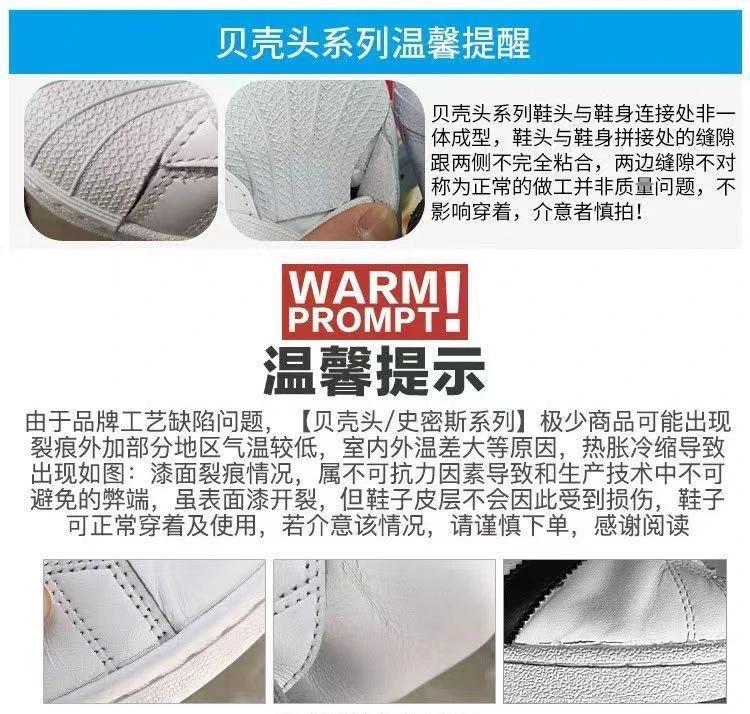 贝壳头系列温馨提醒
贝壳头系列鞋头与鞋身连接处非一
体成型，鞋头与鞋身拼接处的缝隙
跟两侧不完全粘合，两边缝隙不对
称为正常的做工并非质量问题，不
影响穿着，介意者慎拍！
WARM
PROMPT!
温馨提示
由于品牌工艺缺陷问题，【贝壳头/史密斯系列】极少商品可能出现
裂痕外加部分地区气温较低，室内外温差大等原因，热胀冷缩导致
出现如图：漆面裂痕情况，属不可抗力因素导致和生产技术中不可
避免的弊端，虽表面漆开裂，但鞋子皮层不会因此受到损伤，鞋子
可正常穿着及使用，若介意该情况，请谨慎下单，感谢阅读